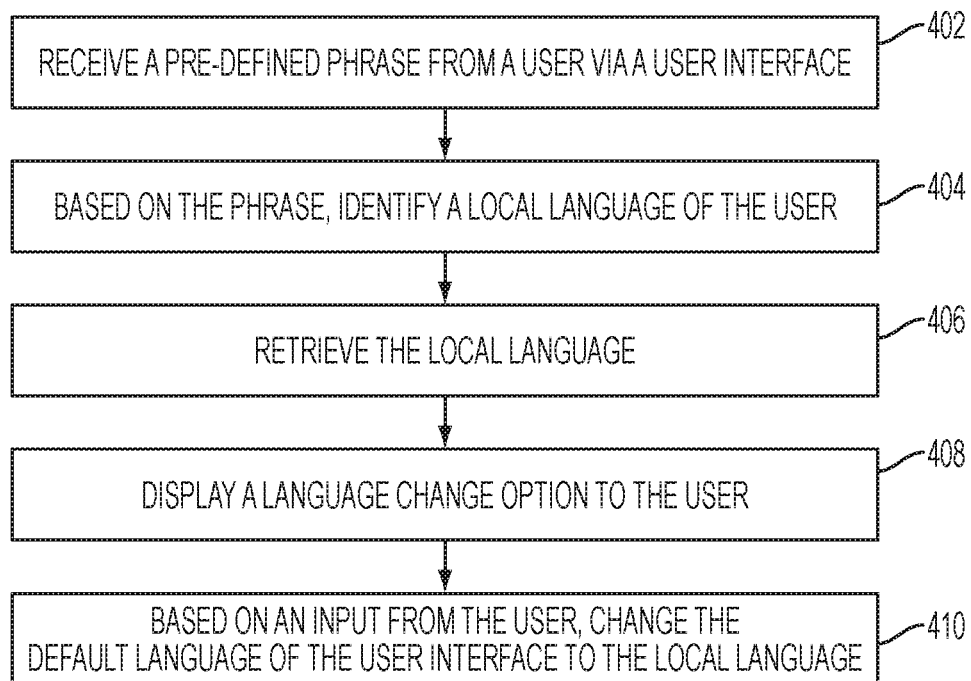 402
RECEIVE A PRE-DEFINED PHRASE FROM A USER VIA A USER INTERFACE
404
BASED ON THE PHRASE, IDENTIFY A LOCAL LANGUAGE OF THE USER
406
RETRIEVE THE LOCAL LANGUAGE
408
DISPLAY A LANGUAGE CHANGE OPTION TO THE USER
BASED ON AN INPUT FROM THE USER, CHANGE THE
410
DEFAULT LANGUAGE OF THE USER INTERFACE TO THE LOCAL LANGUAGE